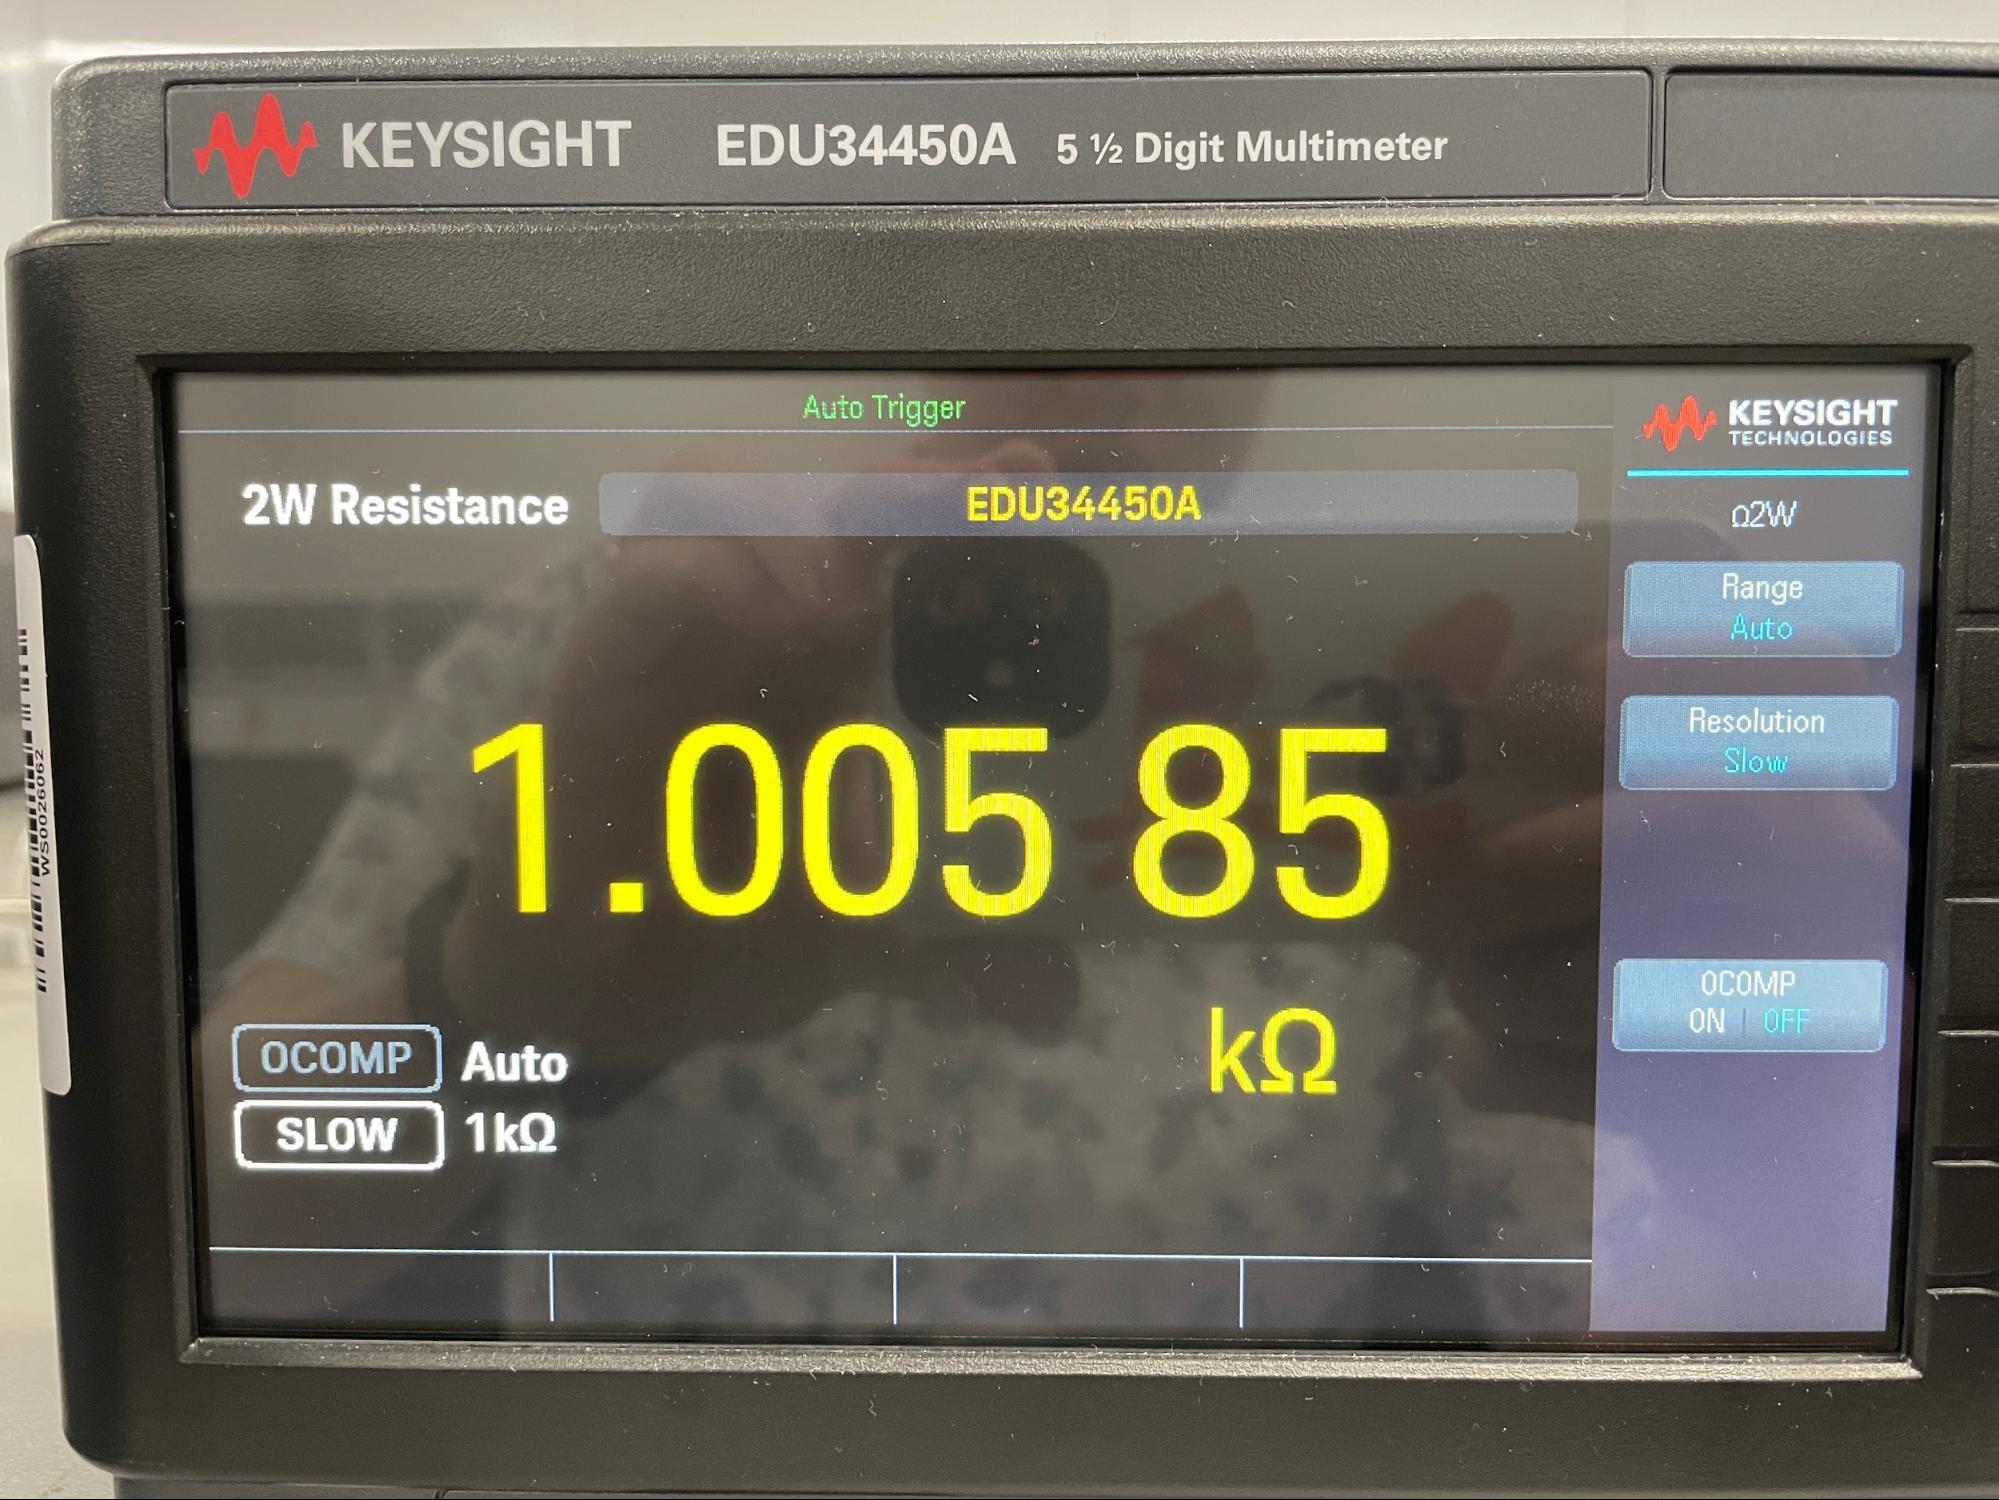 KEYSIGHT EDU34450A 5 ½ Digit Multimeter
Auto Trigger
KEYSIGHT
TECHNOLOGIES
2W Resistance EDU34450A
Ω2W
Range
Auto
Resolution
Slow
1.005 85
kΩ
OCOMP
ON | OFF
OCOMP Auto
SLOW 1kΩ
WS0026062